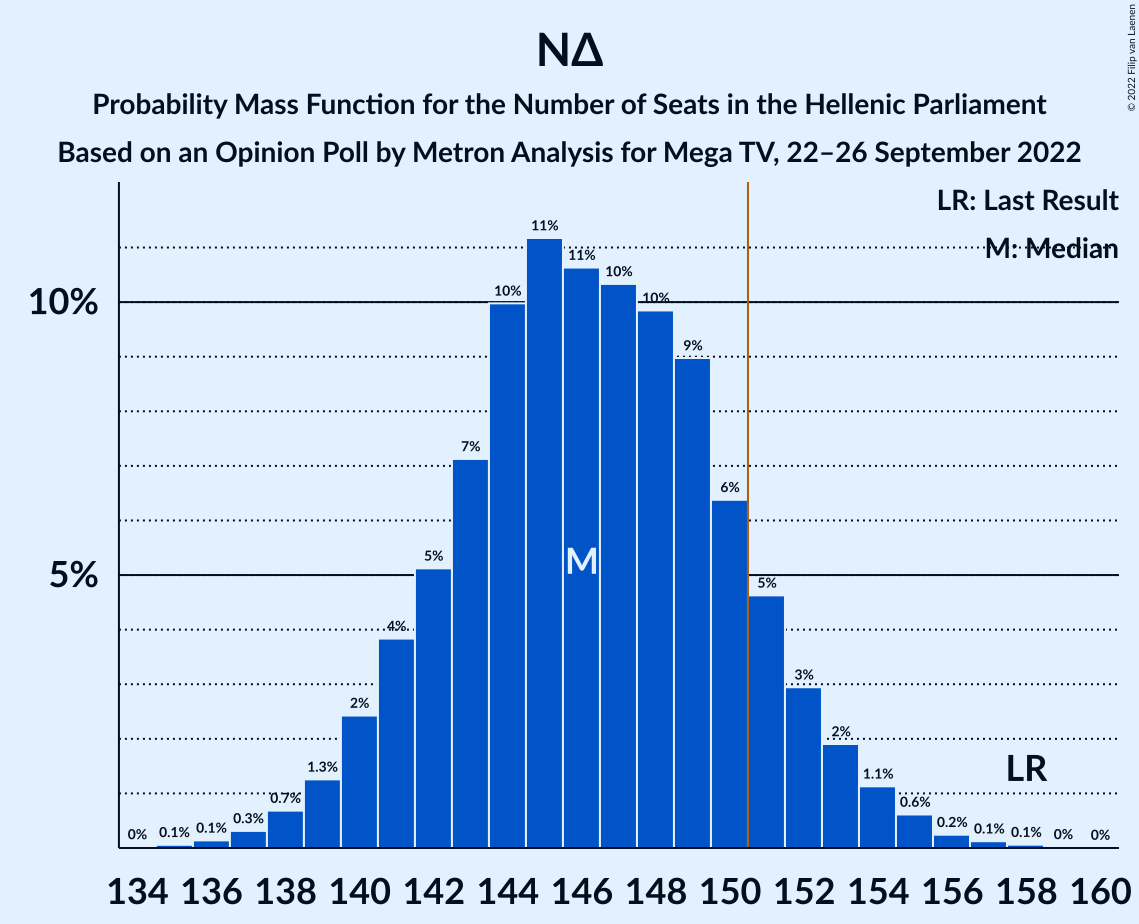 © 2022 Filip van Laenen
ΝΔ
Probability Mass Function for the Number of Seats in the Hellenic Parliament
Based on an Opinion Poll by Metron Analysis for Mega TV, 22–26 September 2022
LR: Last Result
M: Median
10%
5%
0% 0.1% 0.1% 0.3% 0.7% 1.3% 2% 4% 5% 7% 10% 11% 11% 10% 10% 9% 6% 5% 3% 2% 1.1% 0.6% 0.2% 0.1% 0.1% 0% 0%
M
LR
134 136 138 140 142 144 146 148 150 152 154 156 158 160